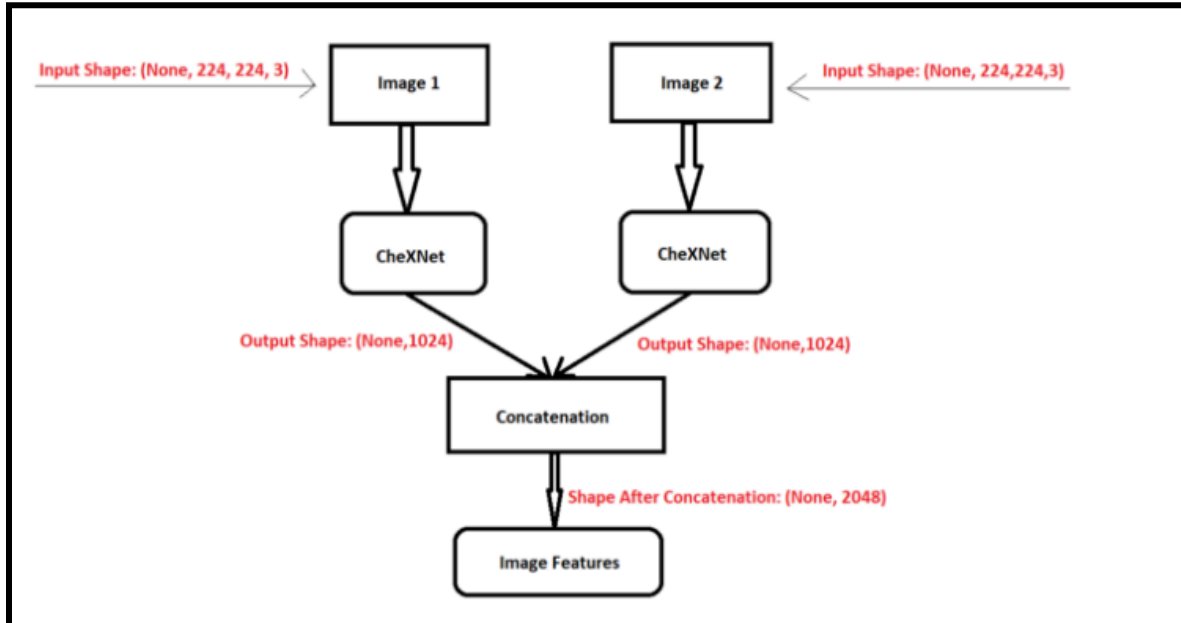 Input Shape: (None, 224, 224, 3)
Image 1
Image 2
Input Shape: (None, 224,224,3)
CheXNet
CheXNet
Output Shape: (None,1024)
Output Shape: (None,1024)
Concatenation
Shape After Concatenation: (None, 2048)
Image Features